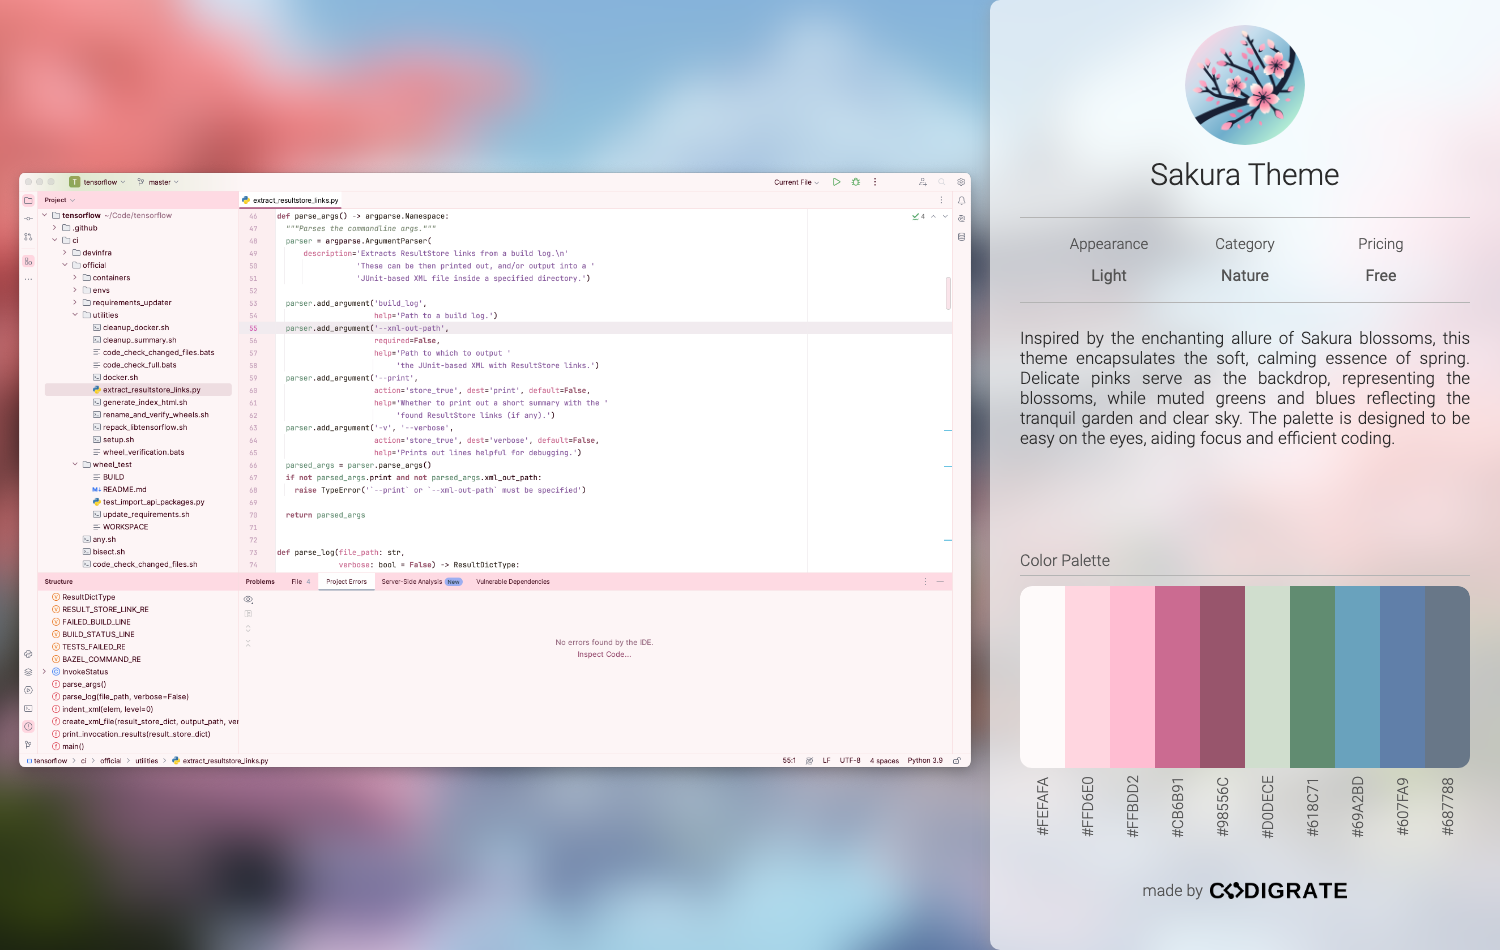 T tensorflow
master
Current File
Project
extract_resultstore_links.py
tensorflow ~/Code/tensorflow
.github
ci
devinfra
official
containers
envs
requirements_updater
utilities
cleanup_docker.sh
cleanup_summary.sh
code_check_changed_files.bats
code_check_full.bats
docker.sh
extract_resultstore_links.py
generate_index_html.sh
rename_and_verify_wheels.sh
repack_libtensorflow.sh
setup.sh
wheel_verification.bats
wheel_test
BUILD
README.md
test_import_api_packages.py
update_requirements.sh
WORKSPACE
any.sh
bisect.sh
code_check_changed_files.sh
4
46 def parse_args() -> argparse.Namespace:
47 """Parses the commandline args."""
48 parser = argparse.ArgumentParser(
49 description='Extracts ResultStore links from a build log.\n'
50 'These can be then printed out, and/or output into a '
51 'JUnit-based XML file inside a specified directory.')
52
53 parser.add_argument('build_log',
54 help='Path to a build log.')
55 parser.add_argument('--xml-out-path',
56 required=False,
57 help='Path to which to output '
58 'the JUnit-based XML with ResultStore links.')
59 parser.add_argument('--print',
60 action='store_true', dest='print', default=False,
61 help='Whether to print out a short summary with the '
62 'found ResultStore links (if any).')
63 parser.add_argument('-v', '--verbose',
64 action='store_true', dest='verbose', default=False,
65 help='Prints out lines helpful for debugging.')
66 parsed_args = parser.parse_args()
67 if not parsed_args.print and not parsed_args.xml_out_path:
68 raise TypeError('`--print` or `--xml-out-path` must be specified')
69
70 return parsed_args
71
72
73 def parse_log(file_path: str,
74 verbose: bool = False) -> ResultDictType:
Structure
ResultDictType
RESULT_STORE_LINK_RE
FAILED_BUILD_LINE
BUILD_STATUS_LINE
TESTS_FAILED_RE
BAZEL_COMMAND_RE
InvokeStatus
parse_args()
parse_log(file_path, verbose=False)
indent_xml(elem, level=0)
create_xml_file(result_store_dict, output_path, ver
print_invocation_results(result_store_dict)
main()
Problems File 4 Project Errors Server-Side Analysis New Vulnerable Dependencies
No errors found by the IDE.
Inspect Code...
tensorflow > ci > official > utilities > extract_resultstore_links.py
55:1 LF UTF-8 4 spaces Python 3.9
Sakura Theme
Appearance Category Pricing
Light Nature Free
Inspired by the enchanting allure of Sakura blossoms, this
theme encapsulates the soft, calming essence of spring.
Delicate pinks serve as the backdrop, representing the
blossoms, while muted greens and blues reflecting the
tranquil garden and clear sky. The palette is designed to be
easy on the eyes, aiding focus and efficient coding.
Color Palette
#FEFAFA
#FFD6E0
#FFBDD2
#CB6B91
#98556C
#D0DECE
#618C71
#69A2BD
#607FA9
#687788
made by CODIGRATE